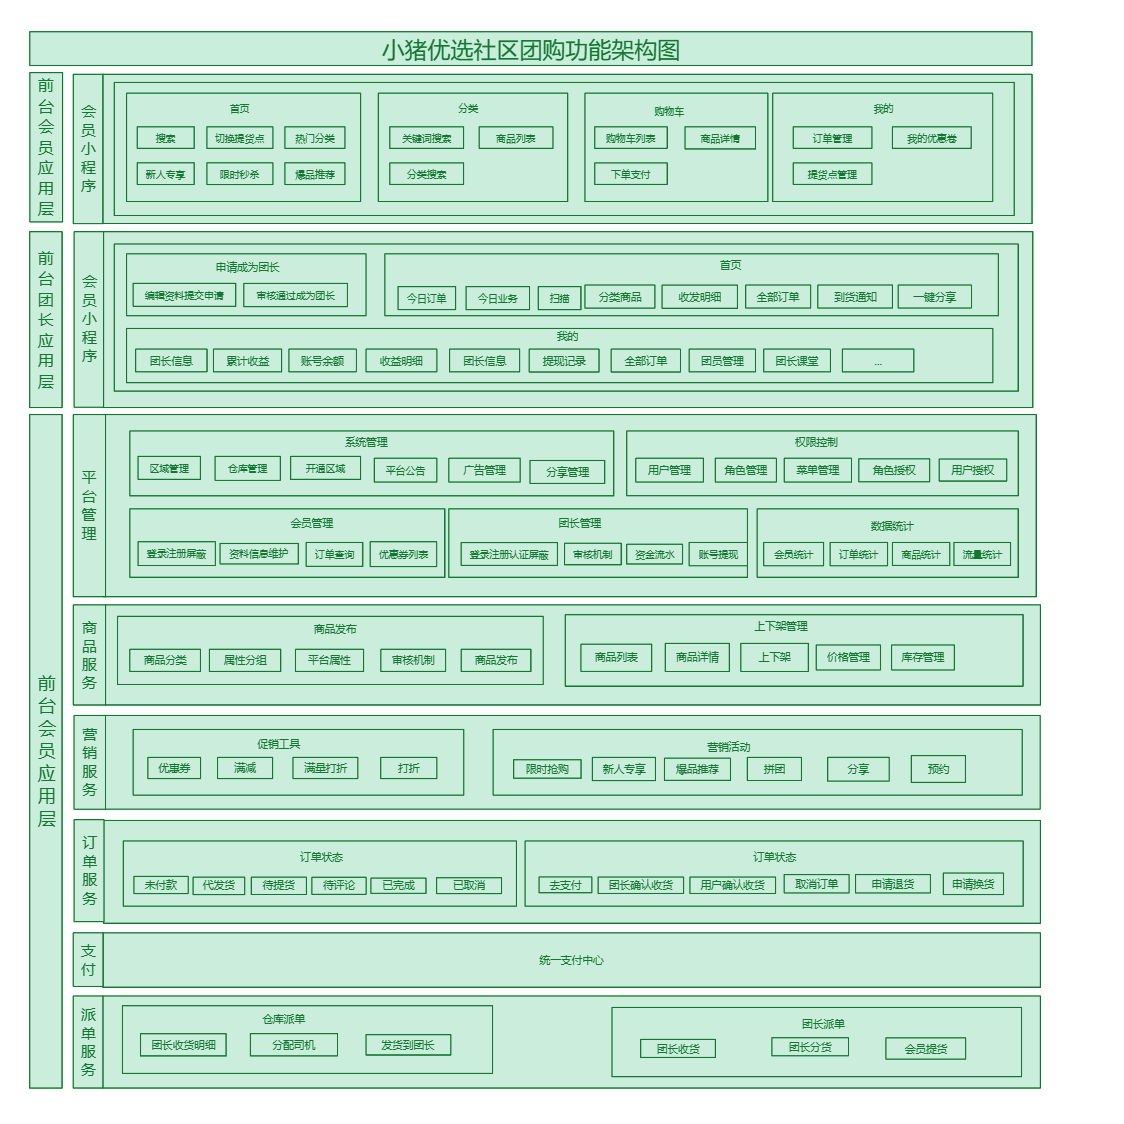 小猪优选社区团购功能架构图
前台会员应用层
会员小程序
首页
搜索
切换提货点
热门分类
新人专享
限时秒杀
爆品推荐
分类
关键词搜索
商品列表
分类搜索
购物车
购物车列表
商品详情
下单支付
我的
订单管理
我的优惠卷
提货点管理
前台团长应用层
会员小程序
申请成为团长
编辑资料提交申请
审核通过成为团长
首页
今日订单
今日业务
扫描
分类商品
收发明细
全部订单
到货通知
一键分享
我的
团长信息
累计收益
账号余额
收益明细
团长信息
提现记录
全部订单
团员管理
团长课堂
...
前台会员应用层
平台管理
系统管理
区域管理
仓库管理
开通区域
平台公告
广告管理
分享管理
权限控制
用户管理
角色管理
菜单管理
角色授权
用户授权
会员管理
登录注册屏蔽
资料信息维护
订单查询
优惠券列表
团长管理
登录注册认证屏蔽
审核机制
资金流水
账号提现
数据统计
会员统计
订单统计
商品统计
流量统计
商品服务
商品发布
商品分类
属性分组
平台属性
审核机制
商品发布
上下架管理
商品列表
商品详情
上下架
价格管理
库存管理
营销服务
促销工具
优惠券
满减
满量打折
打折
营销活动
限时抢购
新人专享
爆品推荐
拼团
分享
预约
订单服务
订单状态
未付款
代发货
待提货
待评论
已完成
已取消
订单状态
去支付
团长确认收货
用户确认收货
取消订单
申请退货
申请换货
支付
统一支付中心
派单服务
仓库派单
团长收货明细
分配司机
发货到团长
团长派单
团长收货
团长分货
会员提货